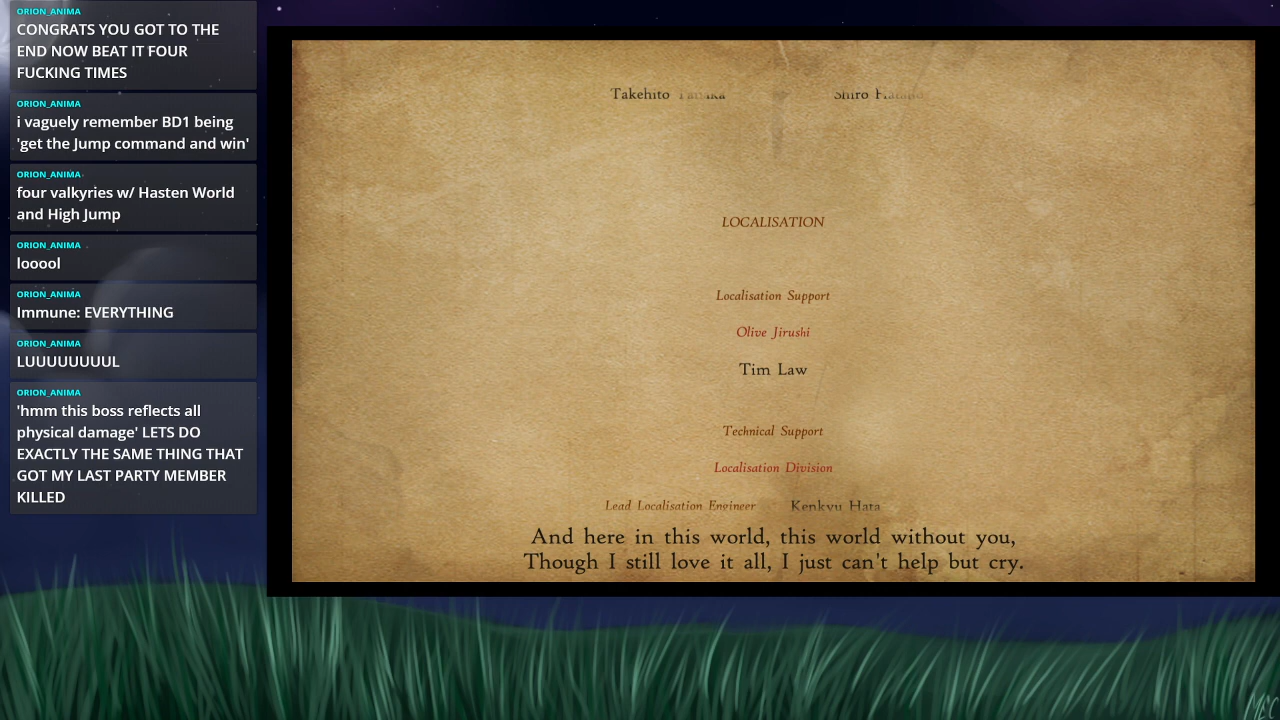 ORION_ANIMA
CONGRATS YOU GOT TO THE
END NOW BEAT IT FOUR
FUCKING TIMES
ORION_ANIMA
i vaguely remember BD1 being
'get the Jump command and win'
ORION_ANIMA
four valkyries w/ Hasten World
and High Jump
ORION_ANIMA
looool
ORION_ANIMA
Immune: EVERYTHING
ORION_ANIMA
LUUUUUUUUL
ORION_ANIMA
'hmm this boss reflects all
physical damage' LETS DO
EXACTLY THE SAME THING THAT
GOT MY LAST PARTY MEMBER
KILLED
Takehito Shiro
LOCALISATION
Localisation Support
Olive Jirushi
Tim Law
Technical Support
Localisation Division
Lead Localisation Engineer Kenkyu Hata
And here in this world, this world without you,
Though I still love it all, I just can't help but cry.